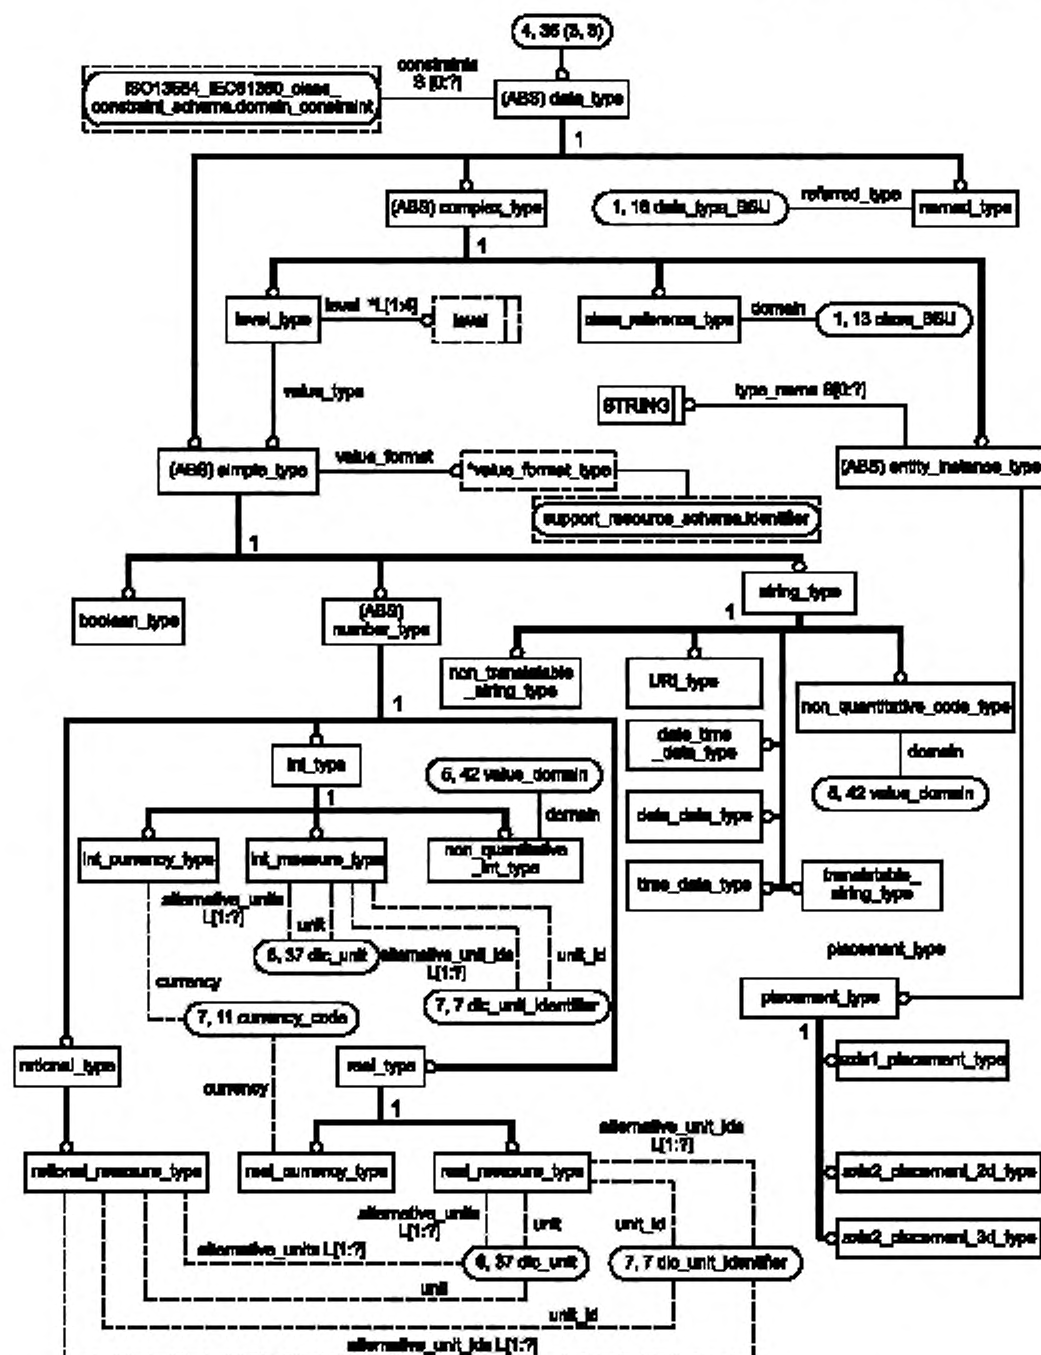 4, 35 (3, 3)
constraints
S [0:?]
ISO13584_IEC61360_class_
constraint_schema.domain_constraint
(ABS) data_type
1
(ABS) complex_type
1, 16 data_type_BSU
referred_type
named_type
1
level_type
level *L[1:4]
level
class_reference_type
domain
1, 13 class_BSU
value_type
STRING
type_name S[0:?]
(ABS) simple_type
value_format
*value_format_type
(ABS) entity_instance_type
support_resource_schema.identifier
1
boolean_type
(ABS)
number_type
string_type
1
non_translatable
_string_type
URI_type
non_quantitative_code_type
1
date_time
_data_type
domain
int_type
5, 42 value_domain
5, 42 value_domain
1
domain
date_data_type
int_currency_type
int_measure_type
non_quantitative
_int_type
time_data_type
translatable_
string_type
alternative_units
L[1:?]
unit
5, 37 dic_unit
alternative_unit_ids
L[1:?]
unit_id
currency
7, 7 dic_unit_identifier
placement_type
placement_type
1
7, 11 currency_code
rational_type
real_type
currency
axis1_placement_type
1
alternative_unit_ids
L[1:?]
rational_measure_type
real_currency_type
real_measure_type
axis2_placement_2d_type
alternative_units
L[1:?]
unit
unit_id
alternative_units L[1:?]
6, 37 dic_unit
7, 7 dic_unit_identifier
axis2_placement_3d_type
unit
unit_id
alternative_unit_ids L[1:?]